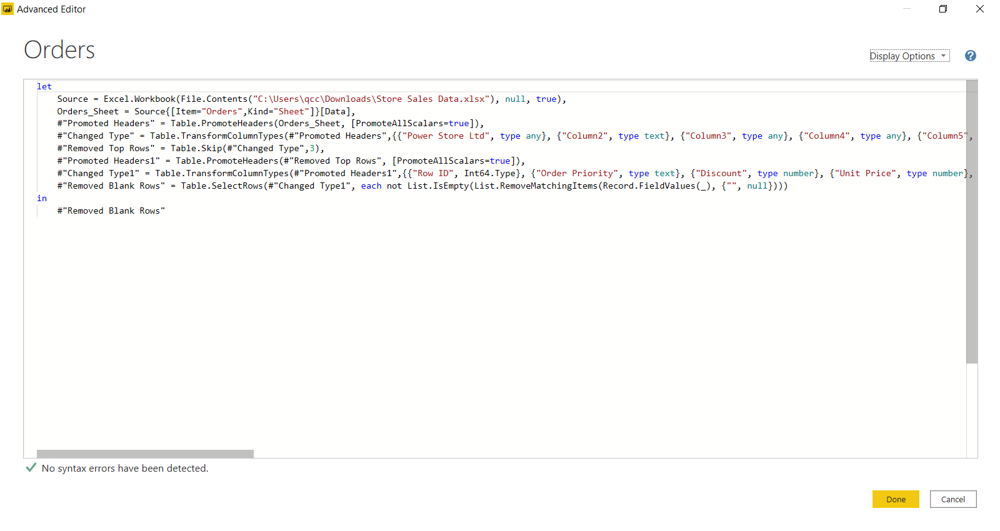 Advanced Editor
Orders
Display Options
?
let
Source = Excel.Workbook(File.Contents("C:\Users\qcc\Downloads\Store Sales Data.xlsx"), null, true),
Orders_Sheet = Source{[Item="Orders",Kind="Sheet"]}[Data],
#"Promoted Headers" = Table.PromoteHeaders(Orders_Sheet, [PromoteAllScalars=true]),
#"Changed Type" = Table.TransformColumnTypes(#"Promoted Headers",{{"Power Store Ltd", type any}, {"Column2", type text}, {"Column3", type any}, {"Column4", type any}, {"Column5",
#"Removed Top Rows" = Table.Skip(#"Changed Type",3),
#"Promoted Headers1" = Table.PromoteHeaders(#"Removed Top Rows", [PromoteAllScalars=true]),
#"Changed Type1" = Table.TransformColumnTypes(#"Promoted Headers1",{{"Row ID", Int64.Type}, {"Order Priority", type text}, {"Discount", type number}, {"Unit Price", type number},
#"Removed Blank Rows" = Table.SelectRows(#"Changed Type1", each not List.IsEmpty(List.RemoveMatchingItems(Record.FieldValues(_), {"", null})))
in
#"Removed Blank Rows"
No syntax errors have been detected.
Done
Cancel